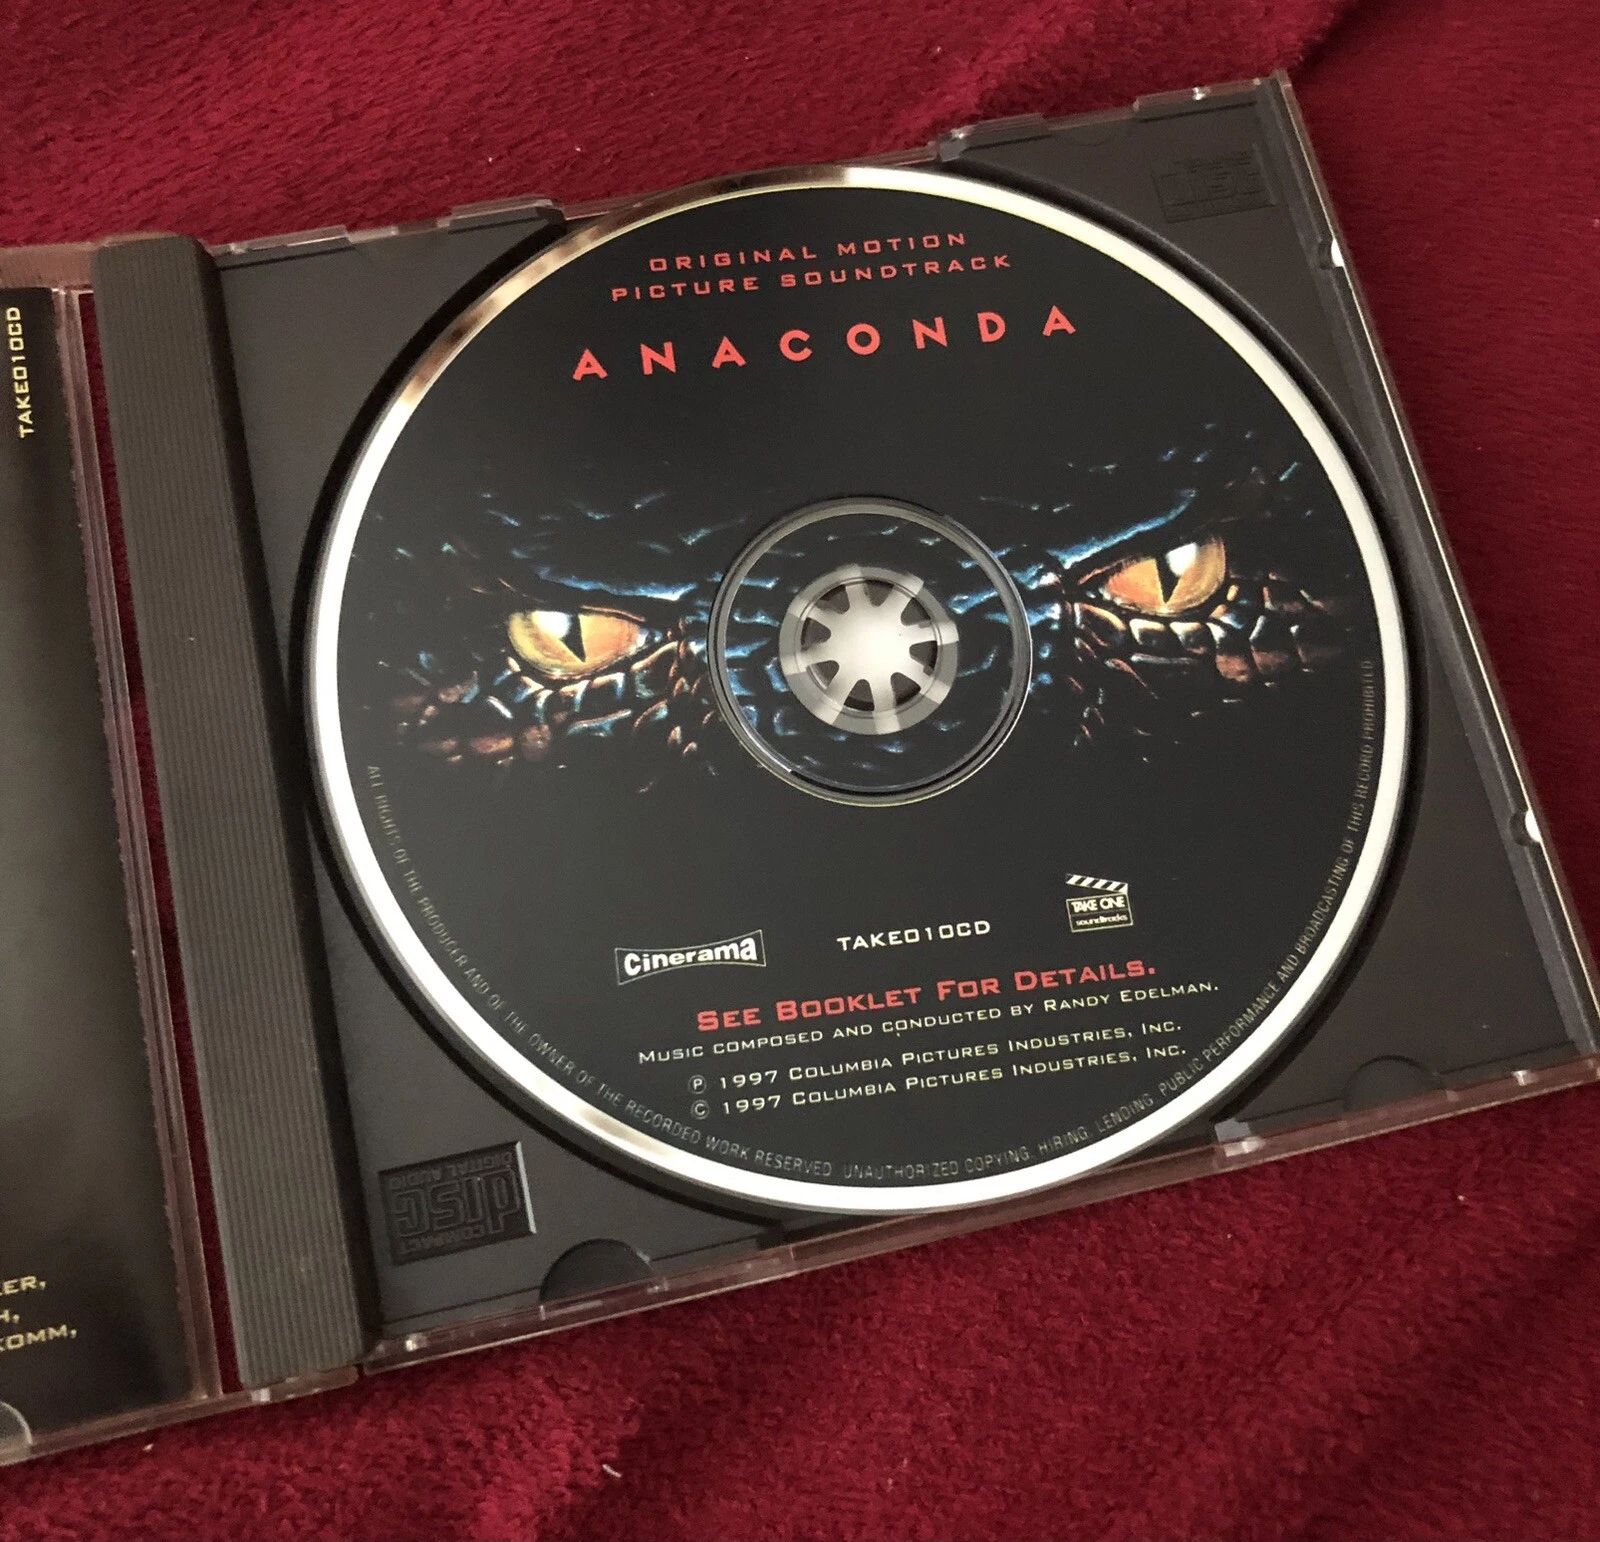 TAKE010CD
ORIGINAL MOTION
PICTURE SOUNDTRACK
ANACONDA
Cinerama
TAKE010CD
TAKE ONE
soundtracks
SEE BOOKLET FOR DETAILS.
MUSIC COMPOSED AND CONDUCTED BY RANDY EDELMAN.
℗ 1997 COLUMBIA PICTURES INDUSTRIES, INC.
© 1997 COLUMBIA PICTURES INDUSTRIES, INC.
ALL RIGHTS OF THE PRODUCER AND OF THE OWNER OF THE RECORDED WORK RESERVED. UNAUTHORIZED COPYING, HIRING, LENDING, PUBLIC PERFORMANCE AND BROADCASTING OF THIS RECORD PROHIBITED
COMPACT
disc
DIGITAL AUDIO
ER,
H,
KOMM,